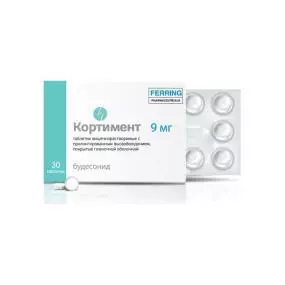 FERRING
PHARMACEUTICALS
Кортимент 9 мг
таблетки кишечнорастворимые с
пролонгированным высвобождением,
покрытые пленочной оболочкой
будесонид
30
таблеток